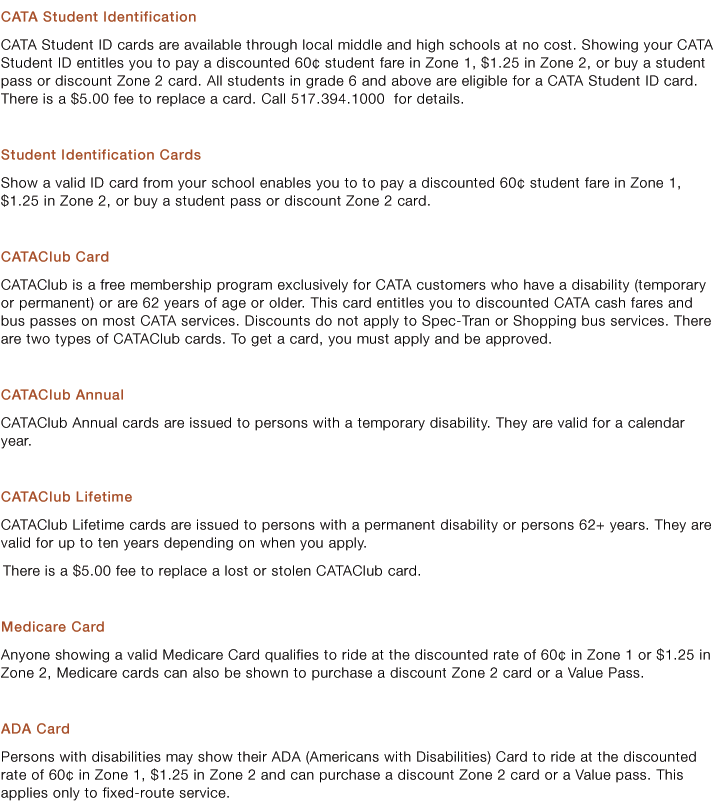 CATA Student Identification
CATA Student ID cards are available through local middle and high schools at no cost. Showing your CATA
Student ID entitles you to pay a discounted 60¢ student fare in Zone 1, $1.25 in Zone 2, or buy a student
pass or discount Zone 2 card. All students in grade 6 and above are eligible for a CATA Student ID card.
There is a $5.00 fee to replace a card. Call 517.394.1000  for details.
Student Identification Cards
Show a valid ID card from your school enables you to to pay a discounted 60¢ student fare in Zone 1,
$1.25 in Zone 2, or buy a student pass or discount Zone 2 card.
CATAClub Card
CATAClub is a free membership program exclusively for CATA customers who have a disability (temporary
or permanent) or are 62 years of age or older. This card entitles you to discounted CATA cash fares and
bus passes on most CATA services. Discounts do not apply to Spec-Tran or Shopping bus services. There
are two types of CATAClub cards. To get a card, you must apply and be approved.
CATAClub Annual
CATAClub Annual cards are issued to persons with a temporary disability. They are valid for a calendar
year.
CATAClub Lifetime
CATAClub Lifetime cards are issued to persons with a permanent disability or persons 62+ years. They are
valid for up to ten years depending on when you apply.
There is a $5.00 fee to replace a lost or stolen CATAClub card.
Medicare Card
Anyone showing a valid Medicare Card qualifies to ride at the discounted rate of 60¢ in Zone 1 or $1.25 in
Zone 2, Medicare cards can also be shown to purchase a discount Zone 2 card or a Value Pass.
ADA Card
Persons with disabilities may show their ADA (Americans with Disabilities) Card to ride at the discounted
rate of 60¢ in Zone 1, $1.25 in Zone 2 and can purchase a discount Zone 2 card or a Value pass. This
applies only to fixed-route service.